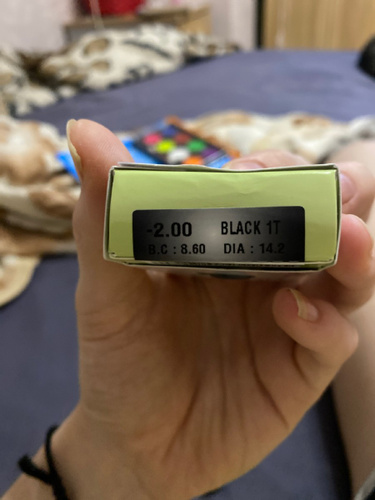 -2.00 BLACK 1T
B.C : 8.60 DIA : 14.2